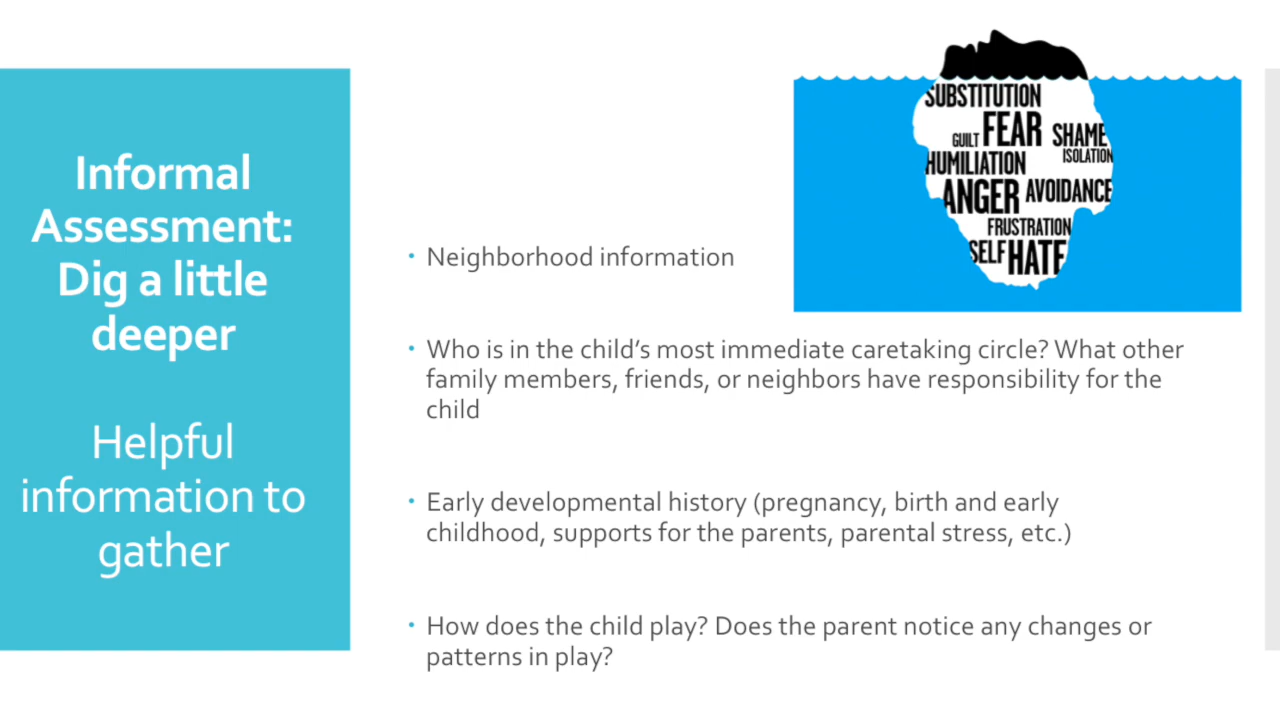 Informal
Assessment:
Dig a little
deeper
Helpful
information to
gather
SUBSTITUTION
GUILT FEAR SHAME
ISOLATION
HUMILIATION
ANGER AVOIDANCE
FRUSTRATION
SELF HATE
• Neighborhood information
• Who is in the child’s most immediate caretaking circle? What other
family members, friends, or neighbors have responsibility for the
child
• Early developmental history (pregnancy, birth and early
childhood, supports for the parents, parental stress, etc.)
• How does the child play? Does the parent notice any changes or
patterns in play?